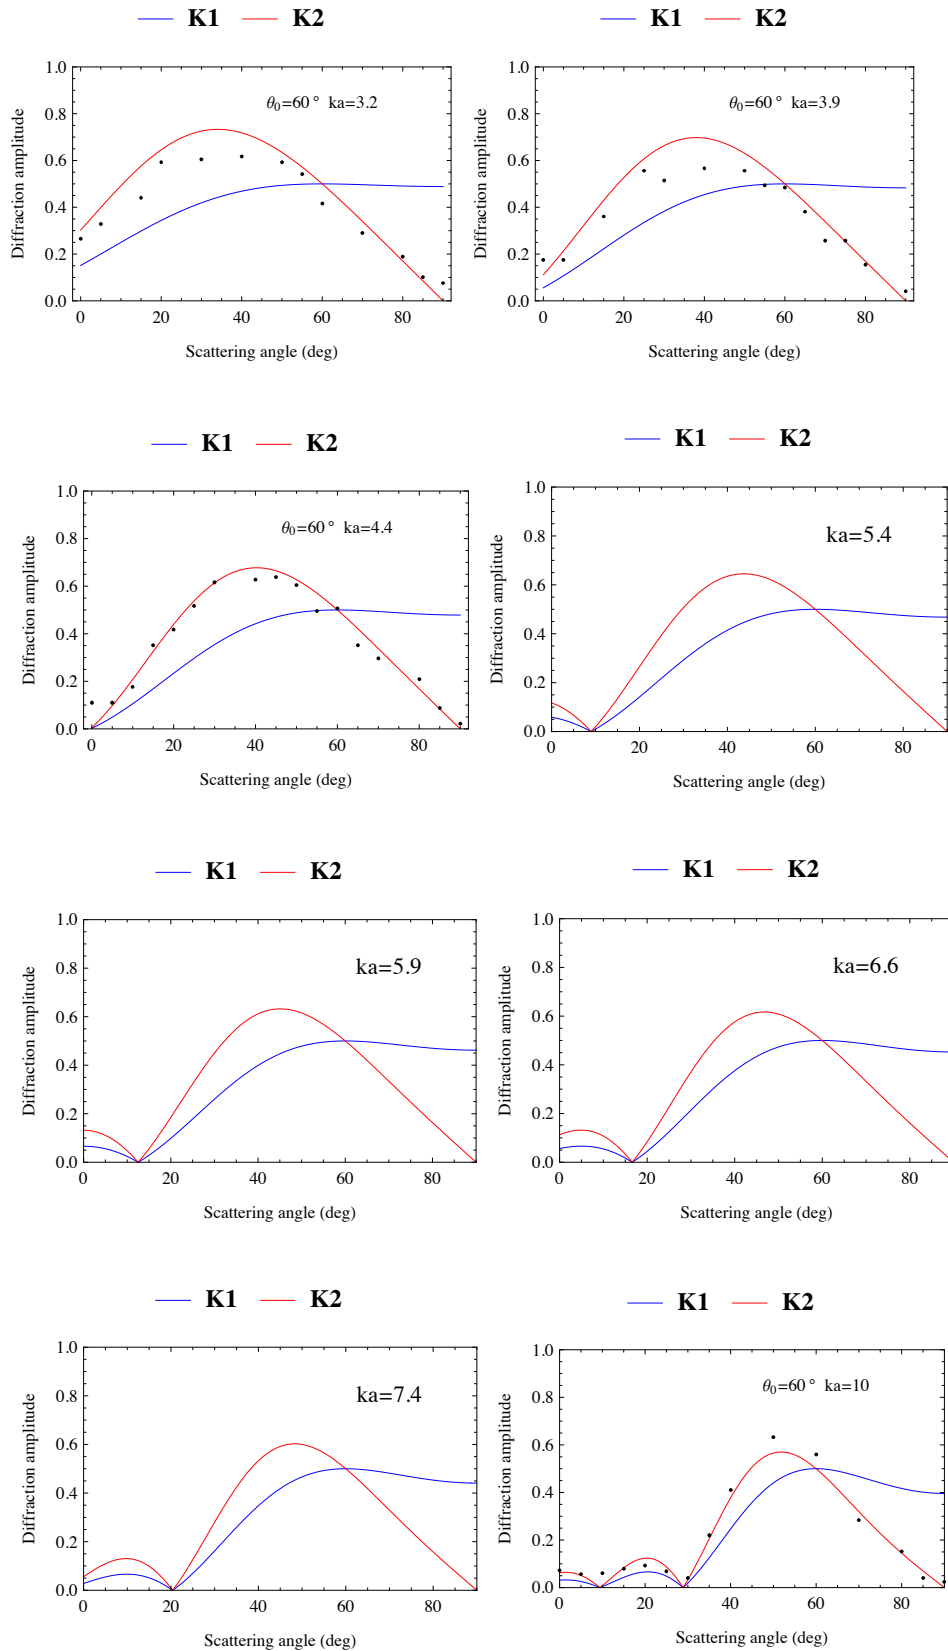 K1 K2 K1 K2
θ₀=60° ka=3.2
Diffraction amplitude
1.0
0.8
0.6
0.4
0.2
0.0
0 20 40 60 80
Scattering angle (deg)
θ₀=60° ka=3.9
Diffraction amplitude
1.0
0.8
0.6
0.4
0.2
0.0
0 20 40 60 80
Scattering angle (deg)
K1 K2 K1 K2
θ₀=60° ka=4.4
Diffraction amplitude
1.0
0.8
0.6
0.4
0.2
0.0
0 20 40 60 80
Scattering angle (deg)
ka=5.4
Diffraction amplitude
1.0
0.8
0.6
0.4
0.2
0.0
0 20 40 60 80
Scattering angle (deg)
K1 K2 K1 K2
ka=5.9
Diffraction amplitude
1.0
0.8
0.6
0.4
0.2
0.0
0 20 40 60 80
Scattering angle (deg)
ka=6.6
Diffraction amplitude
1.0
0.8
0.6
0.4
0.2
0.0
0 20 40 60 80
Scattering angle (deg)
K1 K2 K1 K2
ka=7.4
Diffraction amplitude
1.0
0.8
0.6
0.4
0.2
0.0
0 20 40 60 80
Scattering angle (deg)
θ₀=60° ka=10
Diffraction amplitude
1.0
0.8
0.6
0.4
0.2
0.0
0 20 40 60 80
Scattering angle (deg)